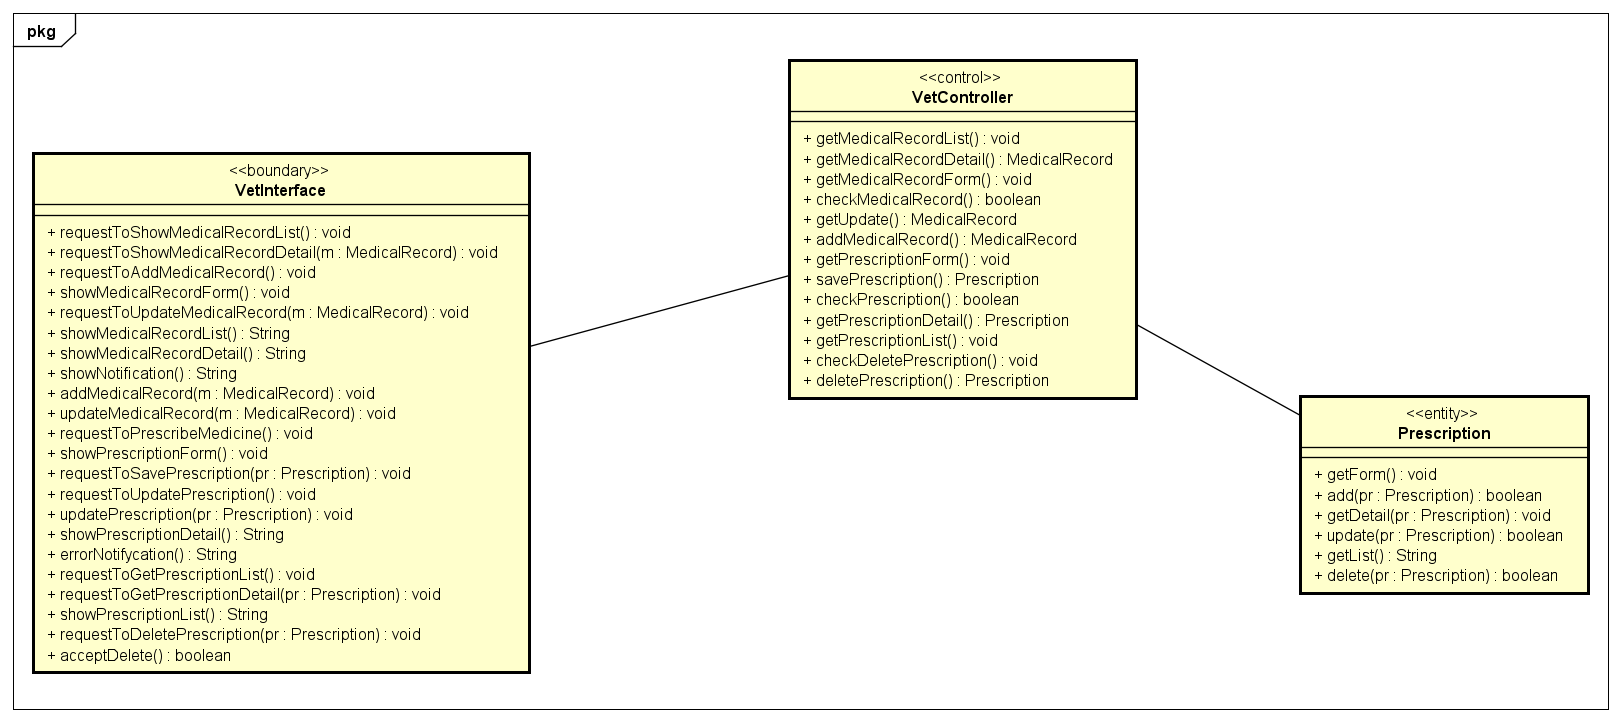 pkg
<<boundary>>
VetInterface
+ requestToShowMedicalRecordList() : void
+ requestToShowMedicalRecordDetail(m : MedicalRecord) : void
+ requestToAddMedicalRecord() : void
+ showMedicalRecordForm() : void
+ requestToUpdateMedicalRecord(m : MedicalRecord) : void
+ showMedicalRecordList() : String
+ showMedicalRecordDetail() : String
+ showNotification() : String
+ addMedicalRecord(m : MedicalRecord) : void
+ updateMedicalRecord(m : MedicalRecord) : void
+ requestToPrescribeMedicine() : void
+ showPrescriptionForm() : void
+ requestToSavePrescription(pr : Prescription) : void
+ requestToUpdatePrescription() : void
+ updatePrescription(pr : Prescription) : void
+ showPrescriptionDetail() : String
+ errorNotifycation() : String
+ requestToGetPrescriptionList() : void
+ requestToGetPrescriptionDetail(pr : Prescription) : void
+ showPrescriptionList() : String
+ requestToDeletePrescription(pr : Prescription) : void
+ acceptDelete() : boolean
<<control>>
VetController
+ getMedicalRecordList() : void
+ getMedicalRecordDetail() : MedicalRecord
+ getMedicalRecordForm() : void
+ checkMedicalRecord() : boolean
+ getUpdate() : MedicalRecord
+ addMedicalRecord() : MedicalRecord
+ getPrescriptionForm() : void
+ savePrescription() : Prescription
+ checkPrescription() : boolean
+ getPrescriptionDetail() : Prescription
+ getPrescriptionList() : void
+ checkDeletePrescription() : void
+ deletePrescription() : Prescription
<<entity>>
Prescription
+ getForm() : void
+ add(pr : Prescription) : boolean
+ getDetail(pr : Prescription) : void
+ update(pr : Prescription) : boolean
+ getList() : String
+ delete(pr : Prescription) : boolean